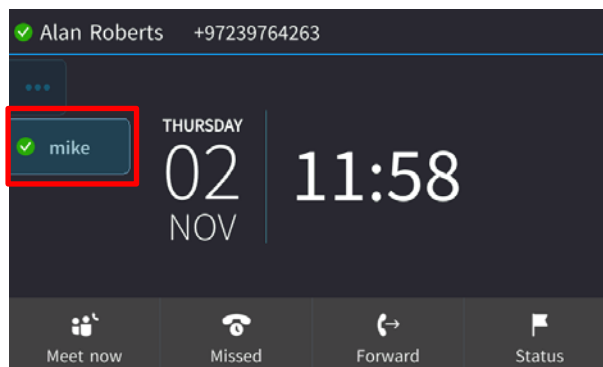 Alan Roberts +97239764263
...
mike
THURSDAY
02
NOV
11:58
Meet now Missed Forward Status